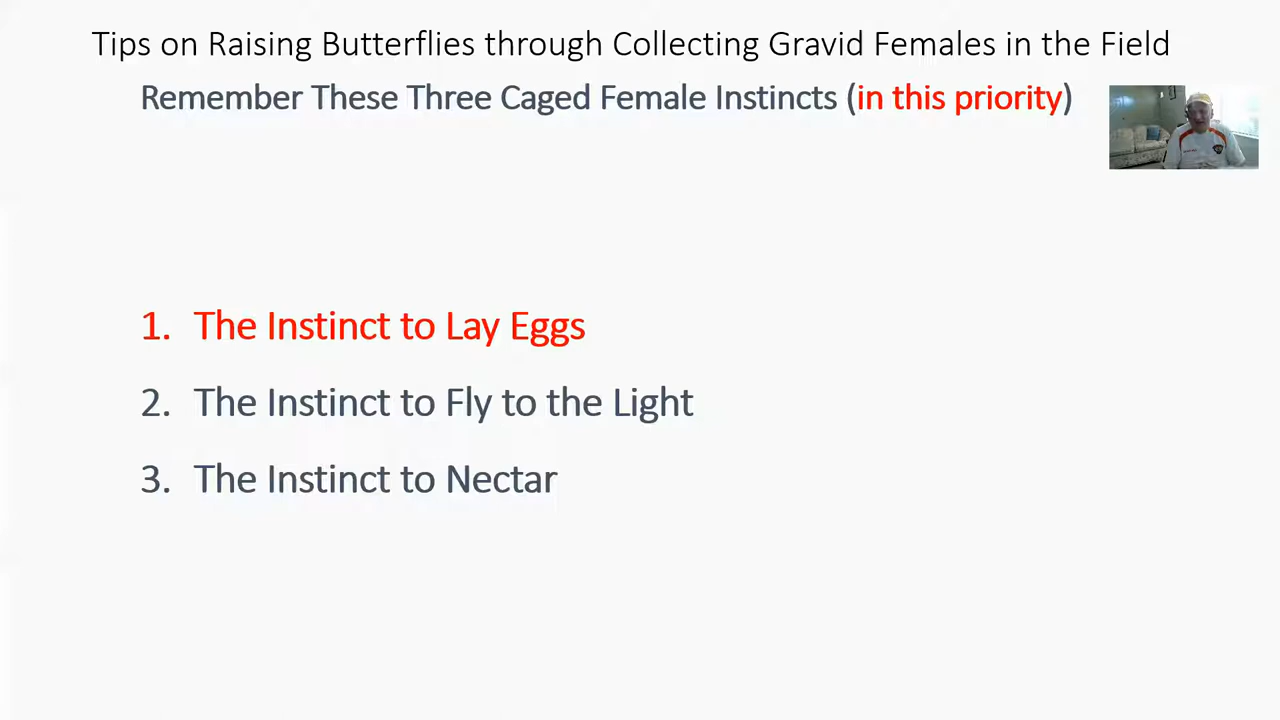 Tips on Raising Butterflies through Collecting Gravid Females in the Field
Remember These Three Caged Female Instincts (in this priority)
1. The Instinct to Lay Eggs
2. The Instinct to Fly to the Light
3. The Instinct to Nectar